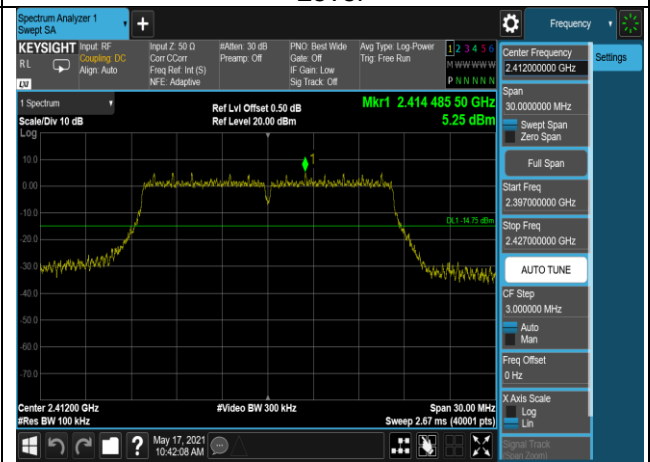 Spectrum Analyzer 1
Swept SA
Frequency
KEYSIGHT
RL
LXI
Input: RF
Coupling: DC
Align: Auto
Input Z: 50 Ω
Corr CCorr
Freq Ref: Int (S)
NFE: Adaptive
#Atten: 30 dB
Preamp: Off
PNO: Best Wide
Gate: Off
IF Gain: Low
Sig Track: Off
Avg Type: Log-Power
Trig: Free Run
1 2 3 4 5 6
M W W W W W
P N N N N N
1 Spectrum
Scale/Div 10 dB
Log
Ref Lvl Offset 0.50 dB
Ref Level 20.00 dBm
Mkr1 2.414 485 50 GHz
5.25 dBm
1
10.0
0.00
-10.0
DL1 -14.75 dBm
-20.0
-30.0
-40.0
-50.0
-60.0
-70.0
Center 2.41200 GHz
#Res BW 100 kHz
#Video BW 300 kHz
Span 30.00 MHz
Sweep 2.67 ms (40001 pts)
May 17, 2021
10:42:08 AM
Center Frequency
2.412000000 GHz
Settings
Span
30.0000000 MHz
Swept Span
Zero Span
Full Span
Start Freq
2.397000000 GHz
Stop Freq
2.427000000 GHz
AUTO TUNE
CF Step
3.000000 MHz
Auto
Man
Freq Offset
0 Hz
X Axis Scale
Log
Lin
Signal Track
(Span Zoom)